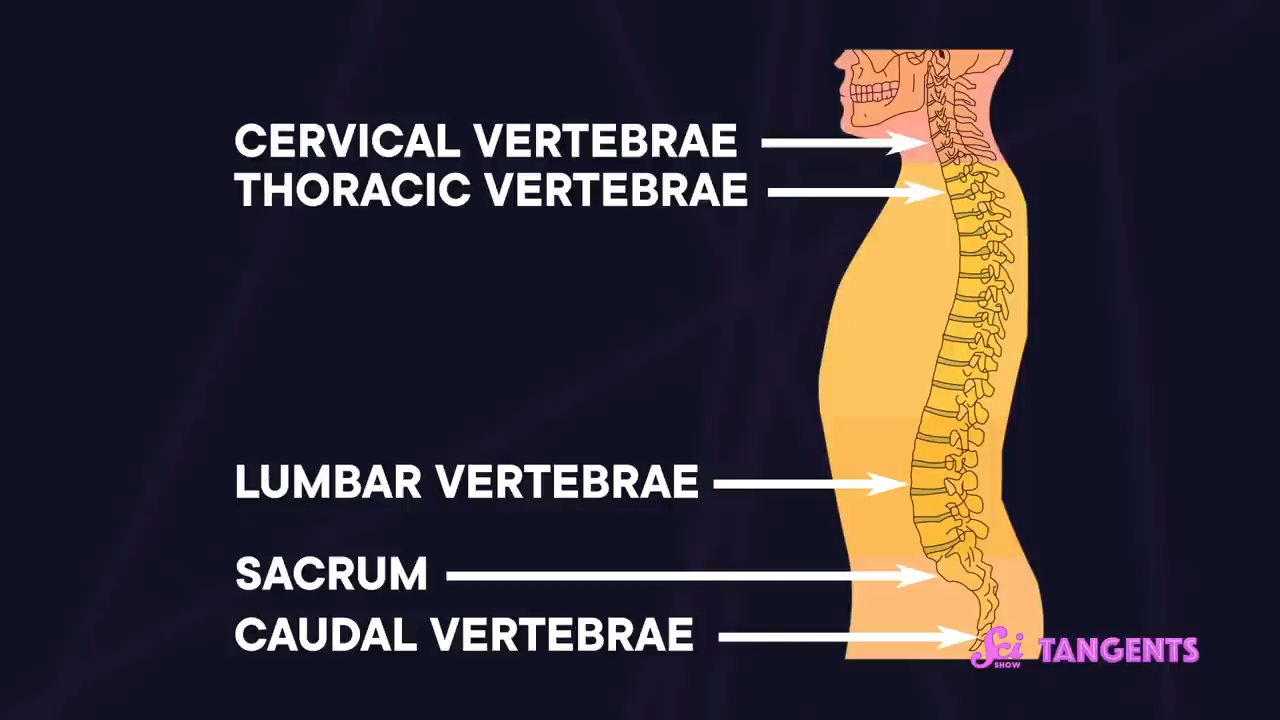 CERVICAL VERTEBRAE
THORACIC VERTEBRAE
LUMBAR VERTEBRAE
SACRUM
CAUDAL VERTEBRAE
Sci SHOW TANGENTS